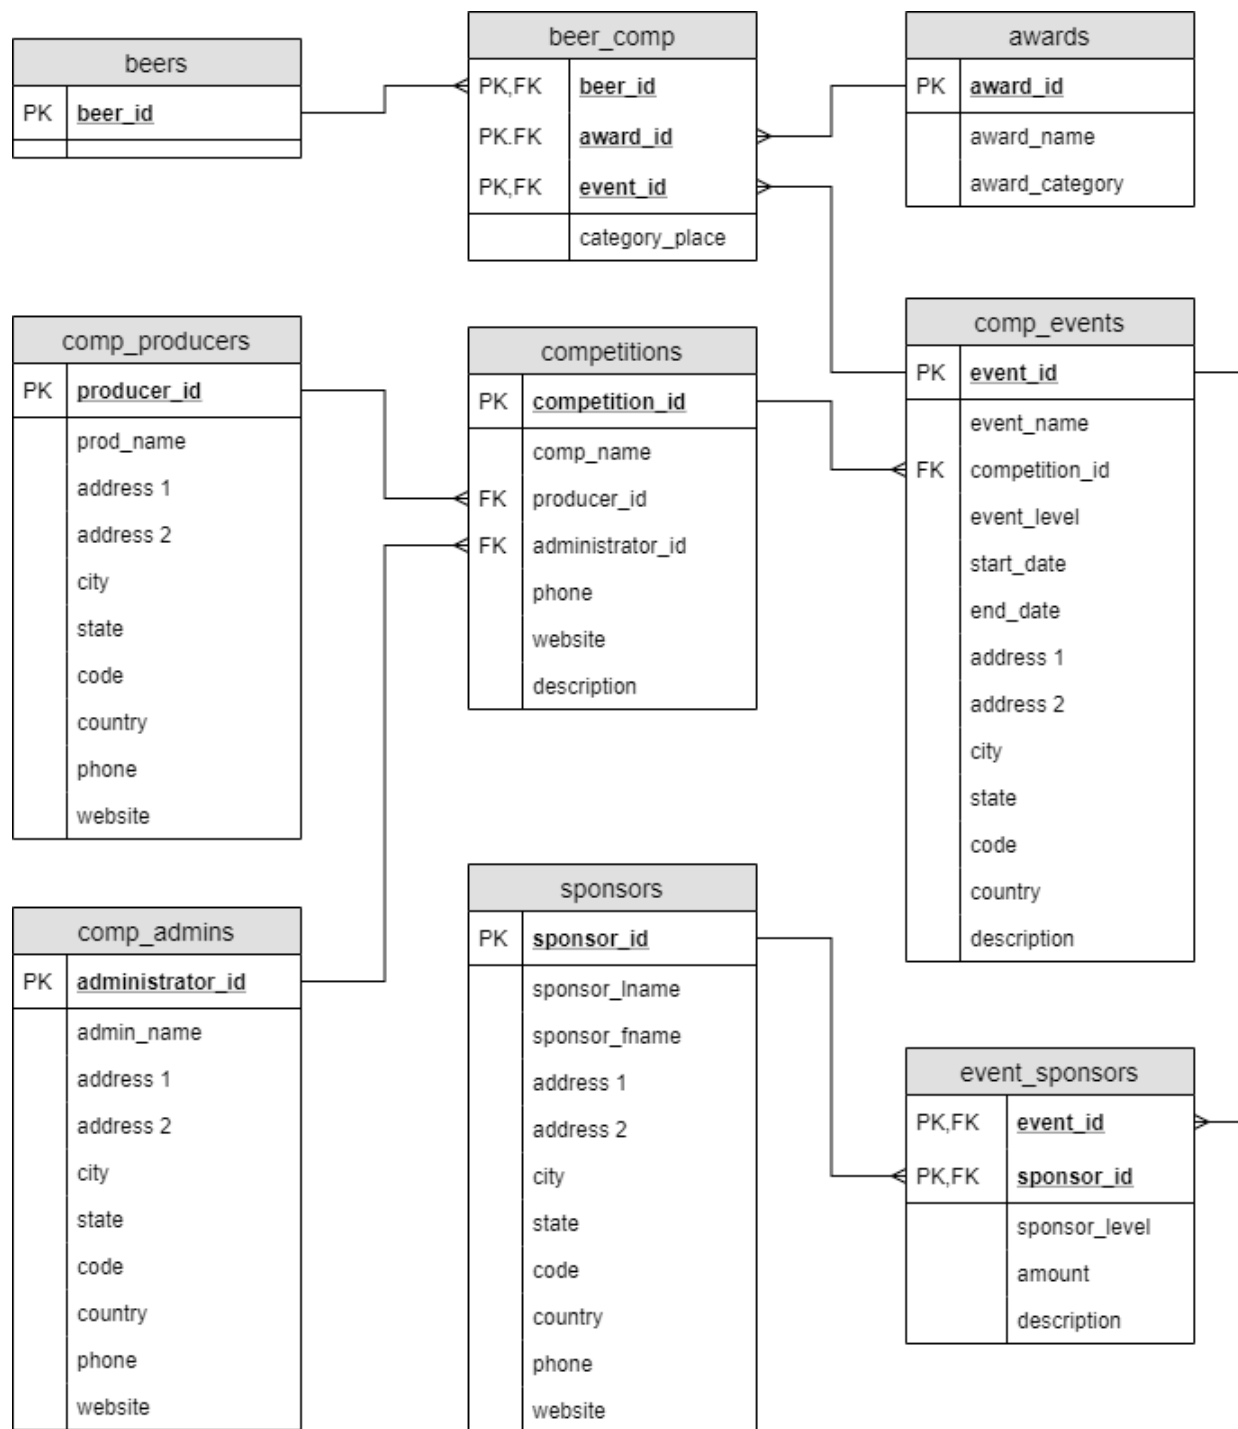 beers
PK beer_id
beer_comp
PK,FK beer_id
PK.FK award_id
PK,FK event_id
category_place
awards
PK award_id
award_name
award_category
comp_producers
PK producer_id
prod_name
address 1
address 2
city
state
code
country
phone
website
competitions
PK competition_id
comp_name
FK producer_id
FK administrator_id
phone
website
description
comp_events
PK event_id
event_name
FK competition_id
event_level
start_date
end_date
address 1
address 2
city
state
code
country
description
comp_admins
PK administrator_id
admin_name
address 1
address 2
city
state
code
country
phone
website
sponsors
PK sponsor_id
sponsor_lname
sponsor_fname
address 1
address 2
city
state
code
country
phone
website
event_sponsors
PK,FK event_id
PK,FK sponsor_id
sponsor_level
amount
description